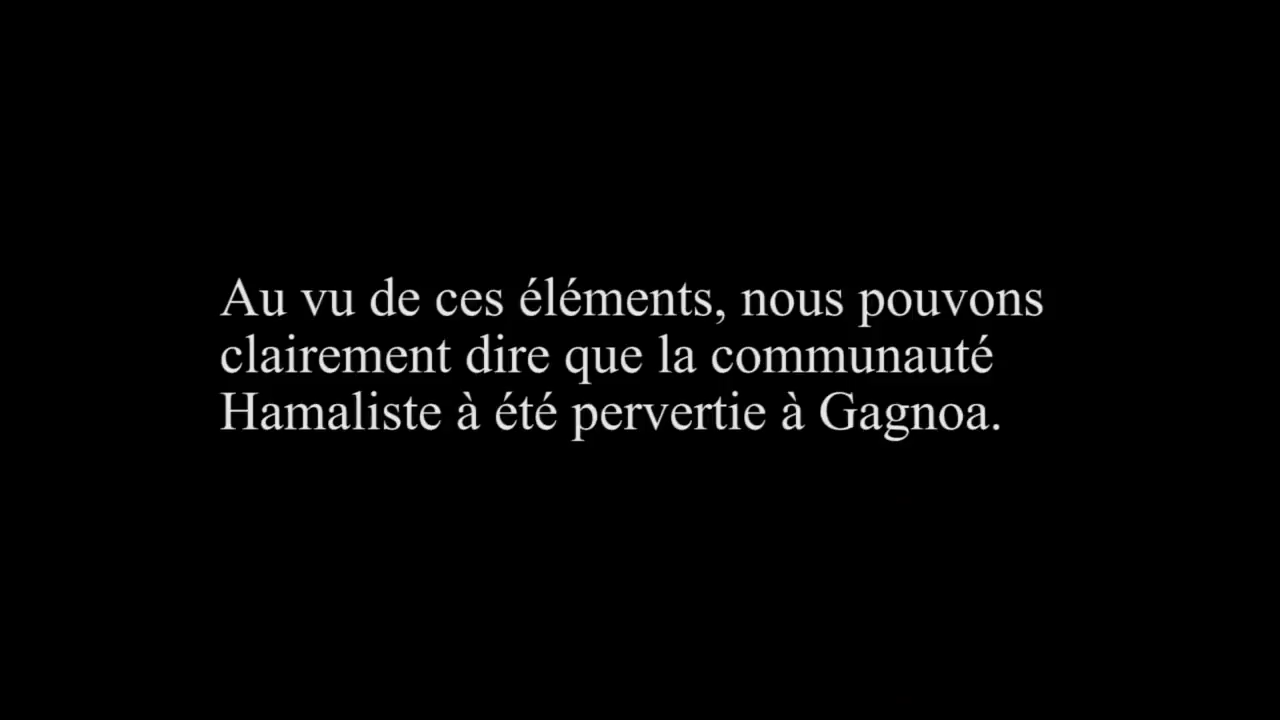 Au vu de ces éléments, nous pouvons
clairement dire que la communauté
Hamaliste à été pervertie à Gagnoa.